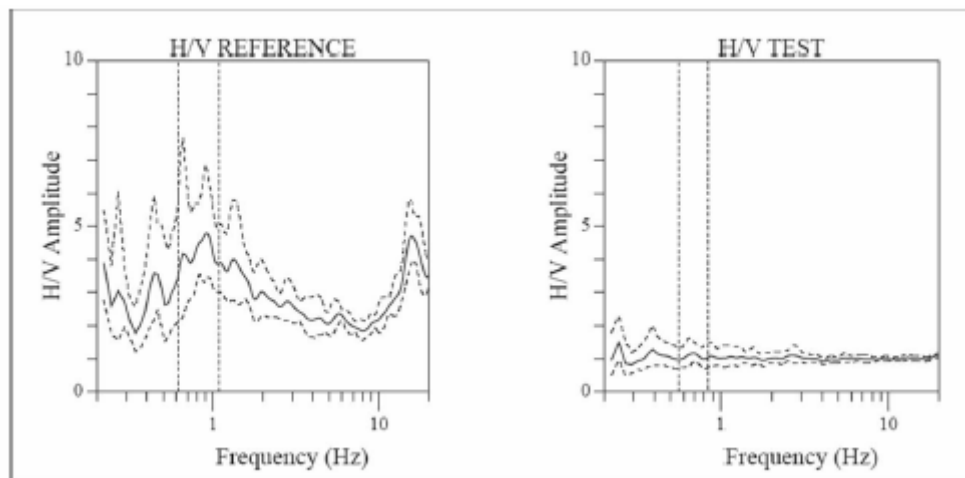 H/V REFERENCE
10
5
0
H/V Amplitude
1
10
Frequency (Hz)
H/V TEST
10
5
0
H/V Amplitude
1
10
Frequency (Hz)